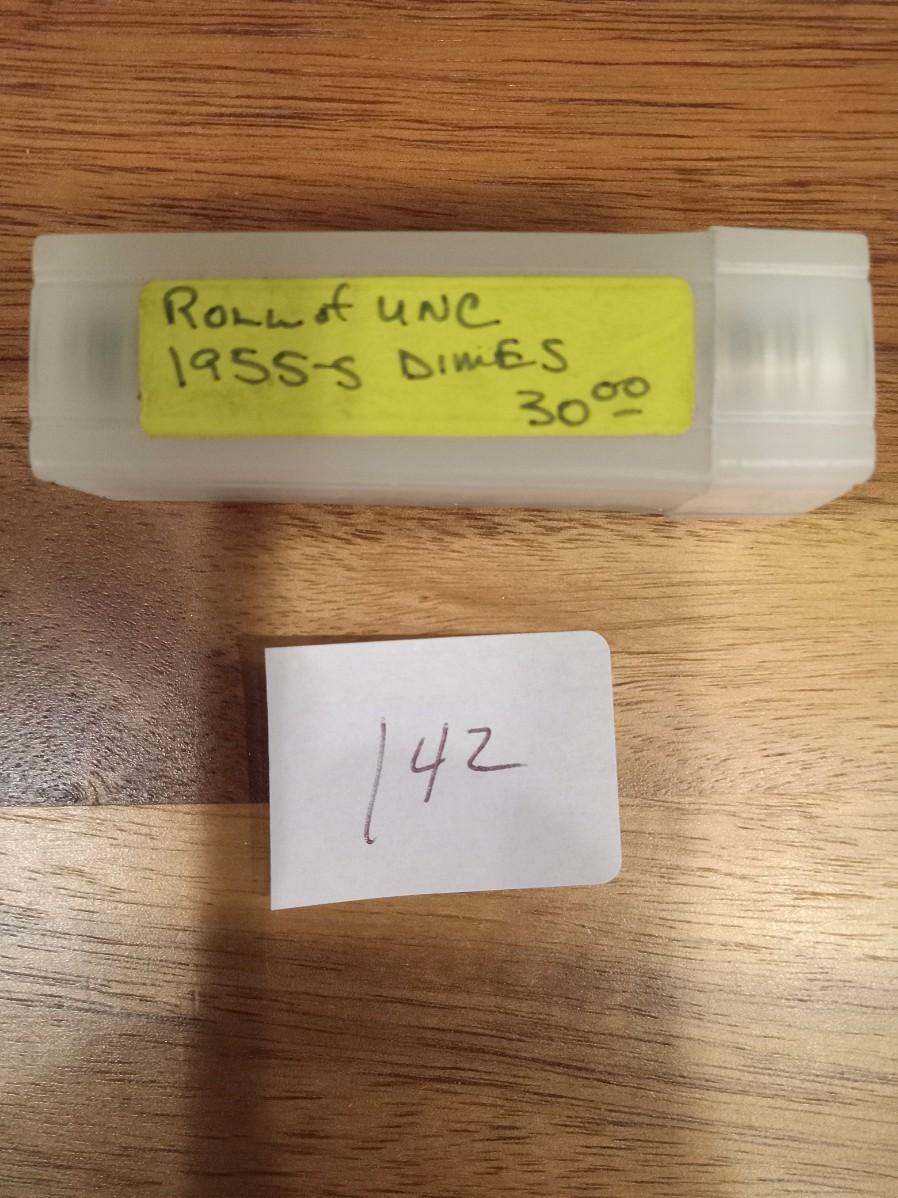 Roll of UNC
1955-S DIMES
30.00
142